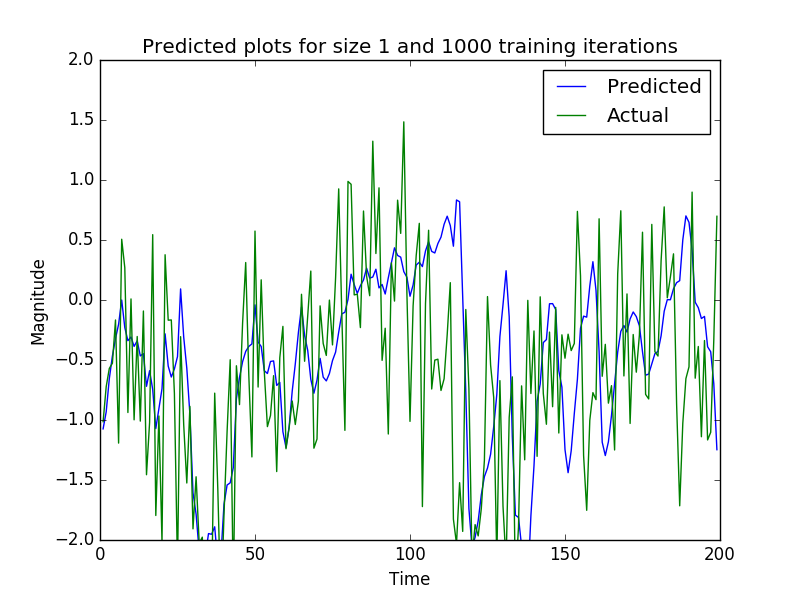 Predicted plots for size 1 and 1000 training iterations
Predicted
Actual
2.0
1.5
1.0
0.5
0.0
−0.5
−1.0
−1.5
−2.0
Magnitude
0 50 100 150 200
Time